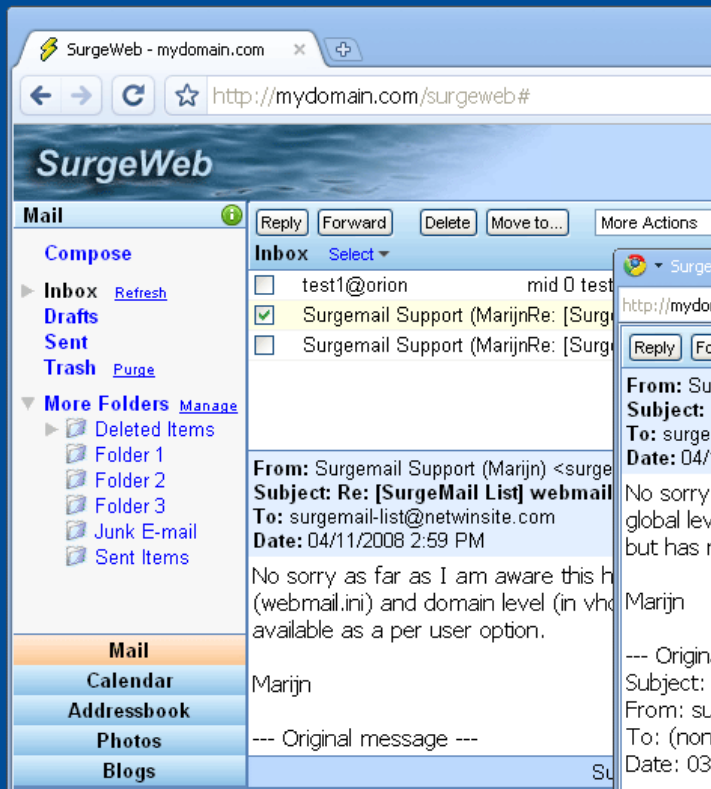 SurgeWeb - mydomain.com
http://mydomain.com/surgeweb#
SurgeWeb
Mail
Compose
Inbox Refresh
Drafts
Sent
Trash Purge
More Folders Manage
Deleted Items
Folder 1
Folder 2
Folder 3
Junk E-mail
Sent Items
Mail
Calendar
Addressbook
Photos
Blogs
Reply Forward Delete Move to... More Actions
Inbox Select
test1@orion mid 0 test
Surgemail Support (MarijnRe: [Surg
Surgemail Support (MarijnRe: [Surg
From: Surgemail Support (Marijn) <surge
Subject: Re: [SurgeMail List] webmail
To: surgemail-list@netwinsite.com
Date: 04/11/2008 2:59 PM
No sorry as far as I am aware this h
(webmail.ini) and domain level (in vho
available as a per user option.
Marijn
--- Original message ---
Su
Surge
http://mydo
Reply Fo
From: Su
Subject:
To: surge
Date: 04/
No sorry
global lev
but has
Marijn
--- Origin
Subject:
From: su
To: (non
Date: 03